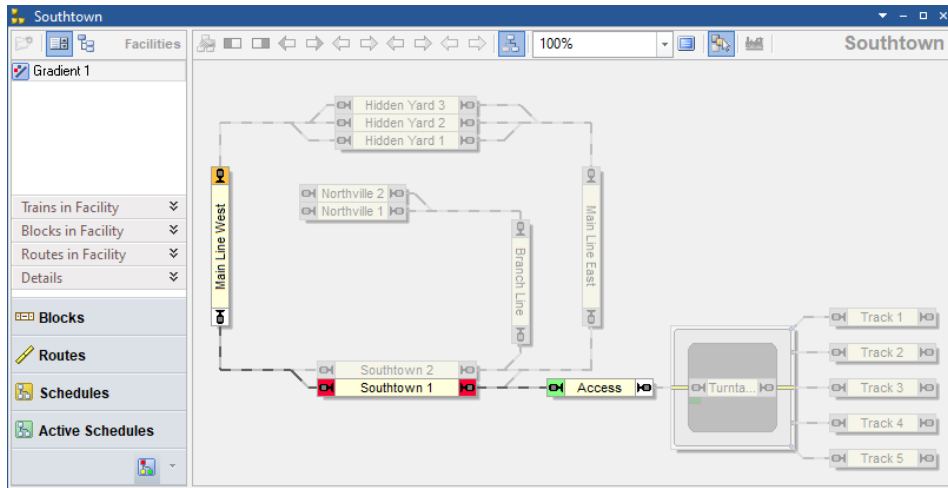 Southtown
Facilities
100%
Southtown
Gradient 1
Trains in Facility
Blocks in Facility
Routes in Facility
Details
Blocks
Routes
Schedules
Active Schedules
Hidden Yard 3
Hidden Yard 2
Hidden Yard 1
Northville 2
Northville 1
Main Line West
Branch Line
Main Line East
Southtown 2
Southtown 1
Access
Turnta...
Track 1
Track 2
Track 3
Track 4
Track 5